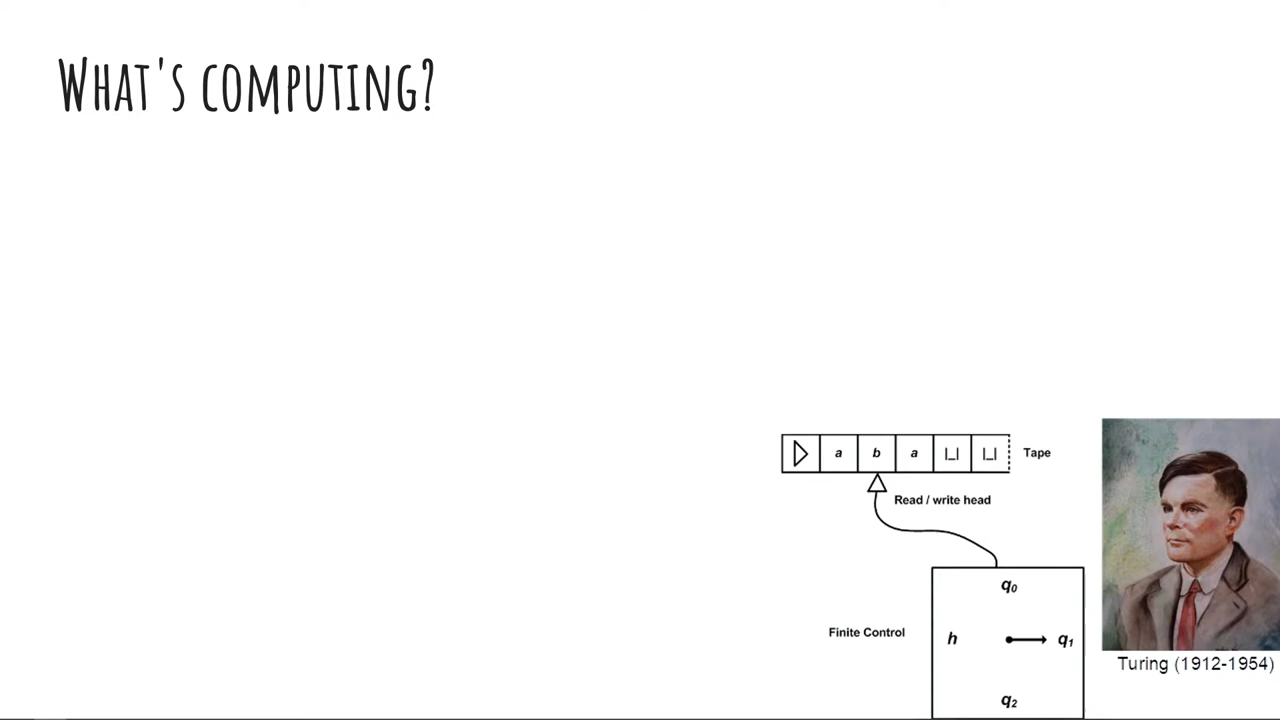 What's computing?
a b a |_| |_| Tape
Read / write head
q0
Finite Control h q1
q2
Turing (1912-1954)